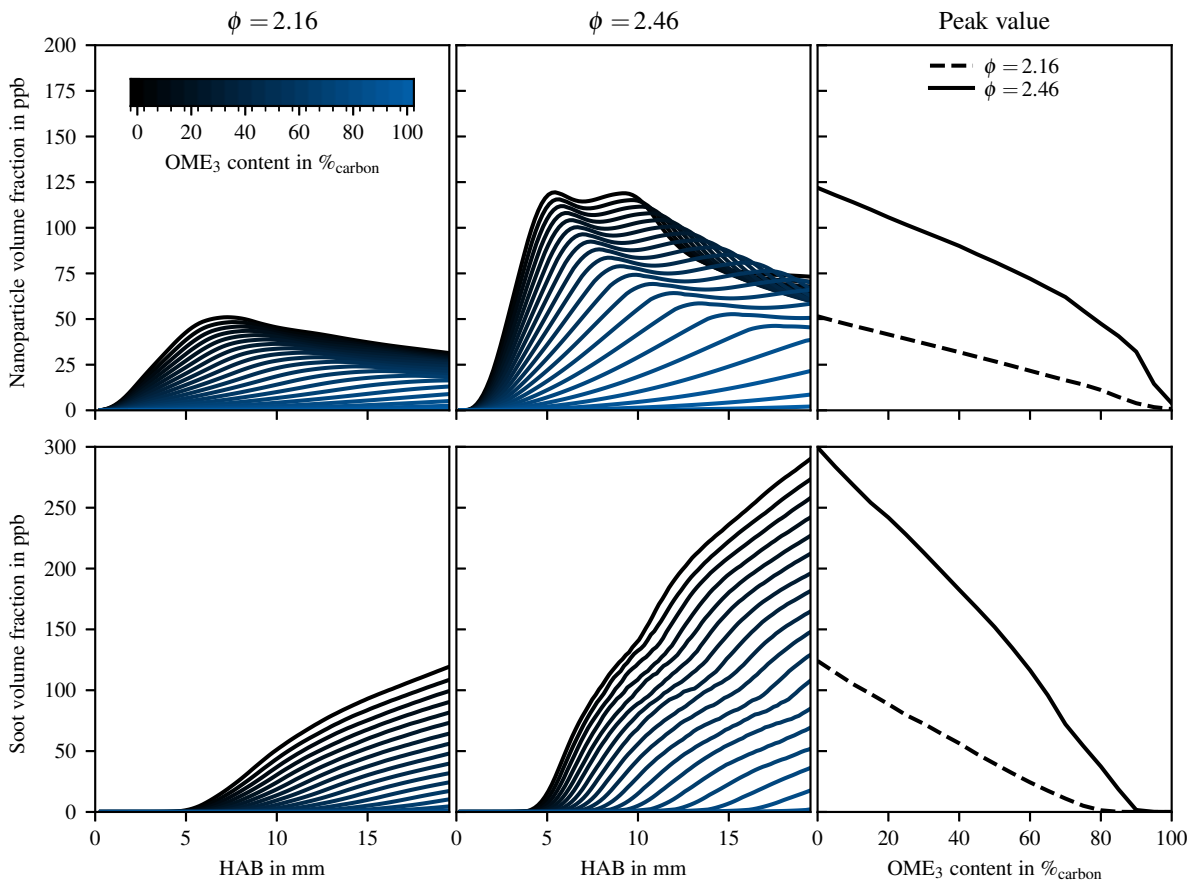 ϕ = 2.16
ϕ = 2.46
Peak value
Nanoparticle volume fraction in ppb
200
175
150
125
100
75
50
25
0
0 20 40 60 80 100
OME₃ content in %carbon
ϕ = 2.16
ϕ = 2.46
Soot volume fraction in ppb
300
250
200
150
100
50
0
0 5 10 15
HAB in mm
0 5 10 15
HAB in mm
0 20 40 60 80 100
OME₃ content in %carbon